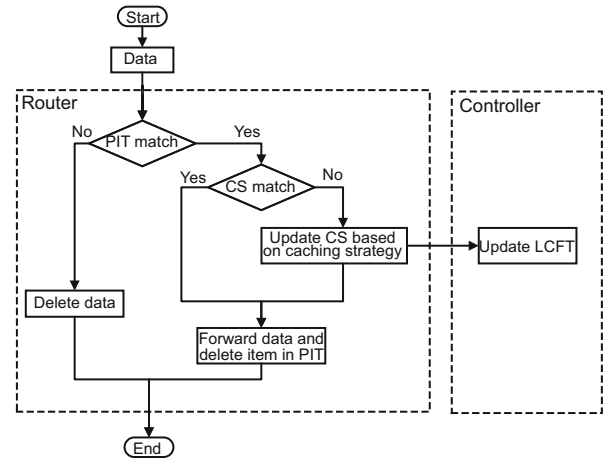 Start
Data
Router
Controller
No
PIT match
Yes
Yes
CS match
No
Update CS based
on caching strategy
Update LCFT
Delete data
Forward data and
delete item in PIT
End